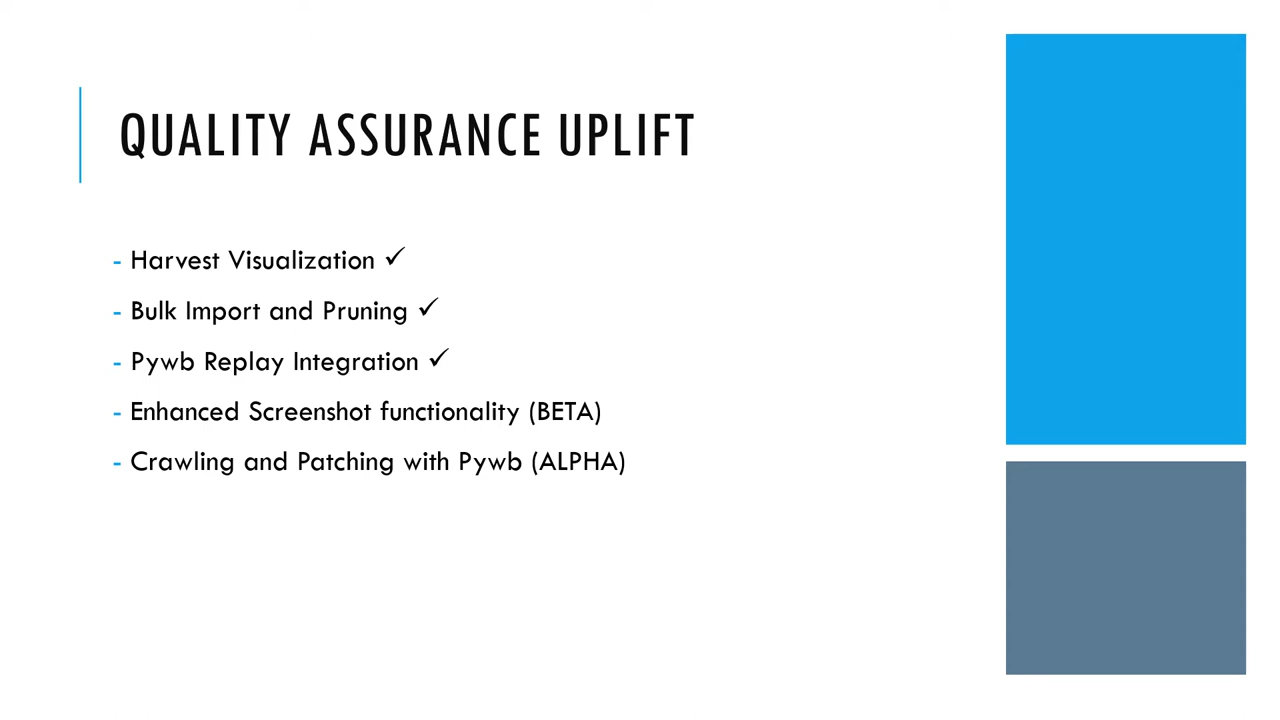 QUALITY ASSURANCE UPLIFT
- Harvest Visualization ✓
- Bulk Import and Pruning ✓
- Pywb Replay Integration ✓
- Enhanced Screenshot functionality (BETA)
- Crawling and Patching with Pywb (ALPHA)